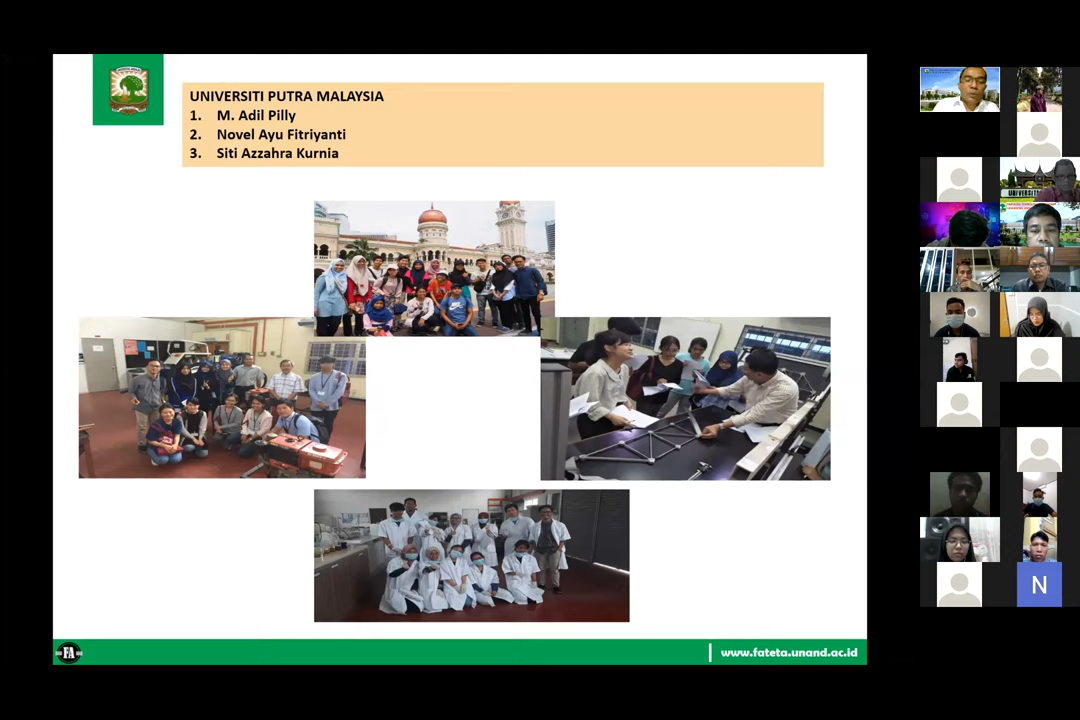 UNIVERSITI PUTRA MALAYSIA
1. M. Adil Pilly
2. Novel Ayu Fitriyanti
3. Siti Azzahra Kurnia
FA
www.fateta.unand.ac.id
N